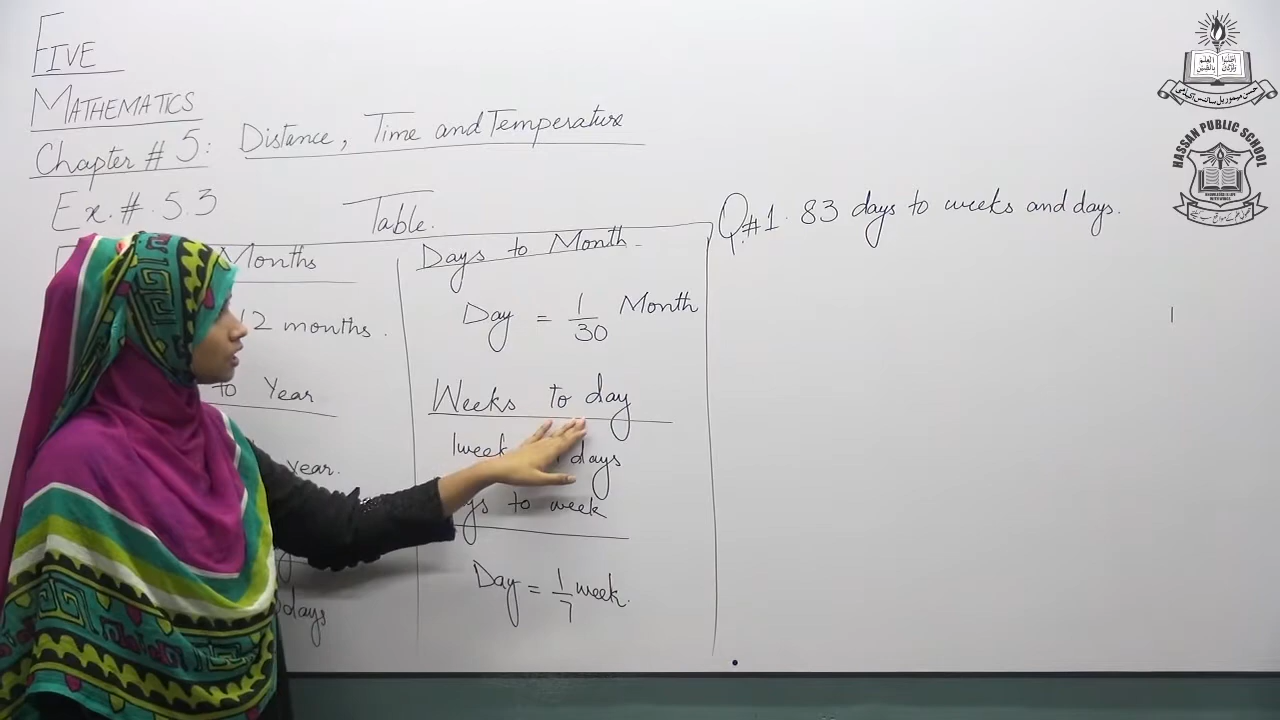 FIVE
MATHEMATICS
Chapter # 5: Distance, Time and Temperature
Ex. #. 5.3
Table.
Months
12 months.
to Year
Year.
days
Days to Month
Day = 1/30 Month
Weeks to day
1week days
to week
Day = 1/7 week.
Q#1. 83 days to weeks and days.
HASSAN PUBLIC SCHOOL